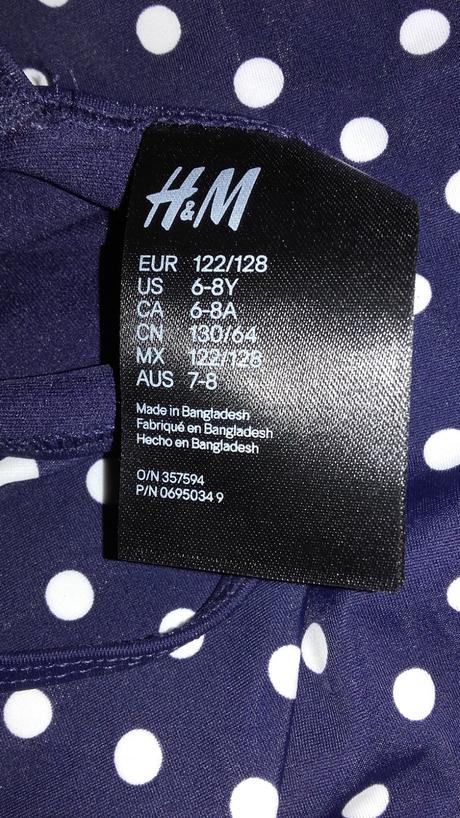 H&M
EUR 122/128
US 6-8Y
CA 6-8A
CN 130/64
MX 122/128
AUS 7-8
Made in Bangladesh
Fabriqué en Bangladesh
Hecho en Bangladesh
O/N 357594
P/N 0695034 9